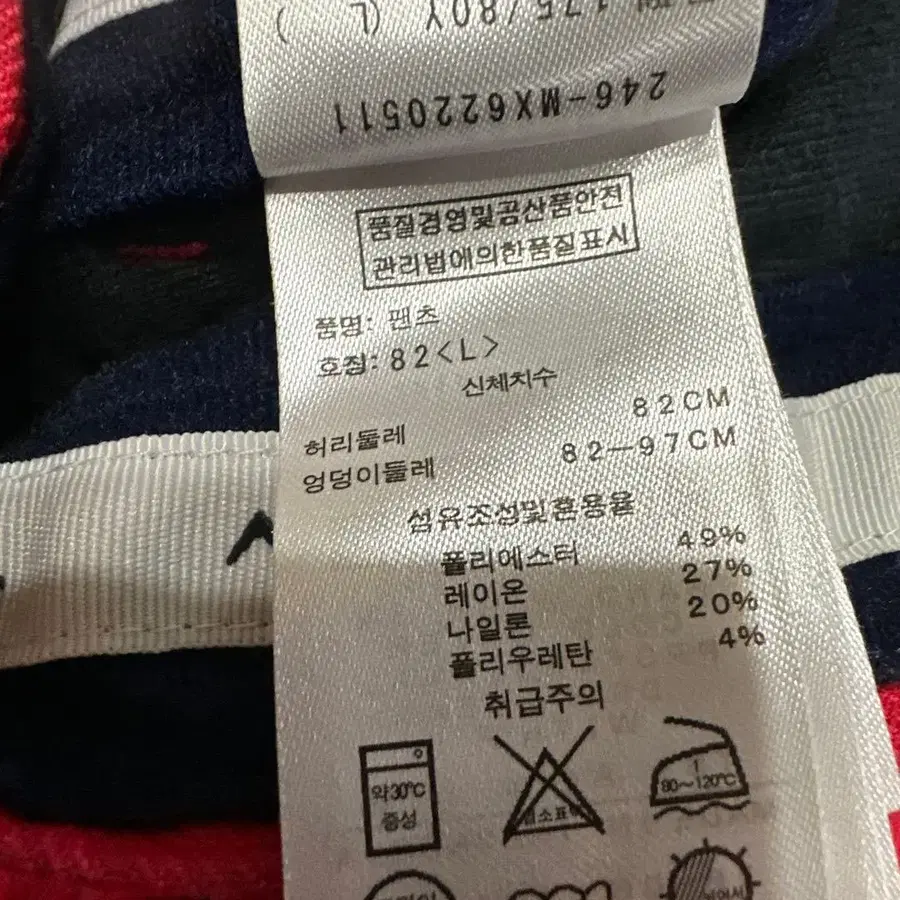 175/80Y (L )
246-MX6220511
품질경영및공산품안전
관리법에의한품질표시
품명: 팬츠
호칭: 82<L>
신체치수
허리둘레 82CM
엉덩이둘레 82-97CM
섬유조성및혼용율
폴리에스터 49%
레이온 27%
나일론 20%
폴리우레탄 4%
취급주의
약30℃
중성
1
80~120℃